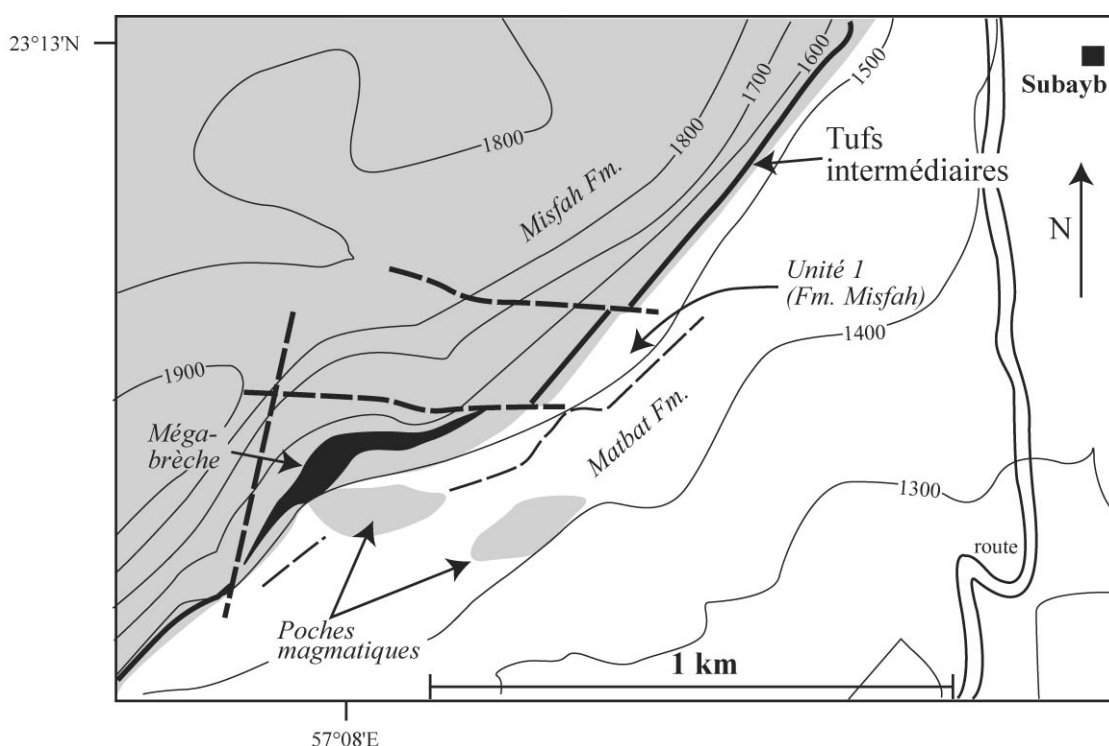 23°13'N
1800
1700
1600
1500
1800
Subayb
Tufs
intermédiaires
Misfah Fm.
N
Unité 1
(Fm. Misfah)
1400
1900
Méga-
brèche
Matbat Fm.
1300
route
Poches
magmatiques
1 km
57°08'E